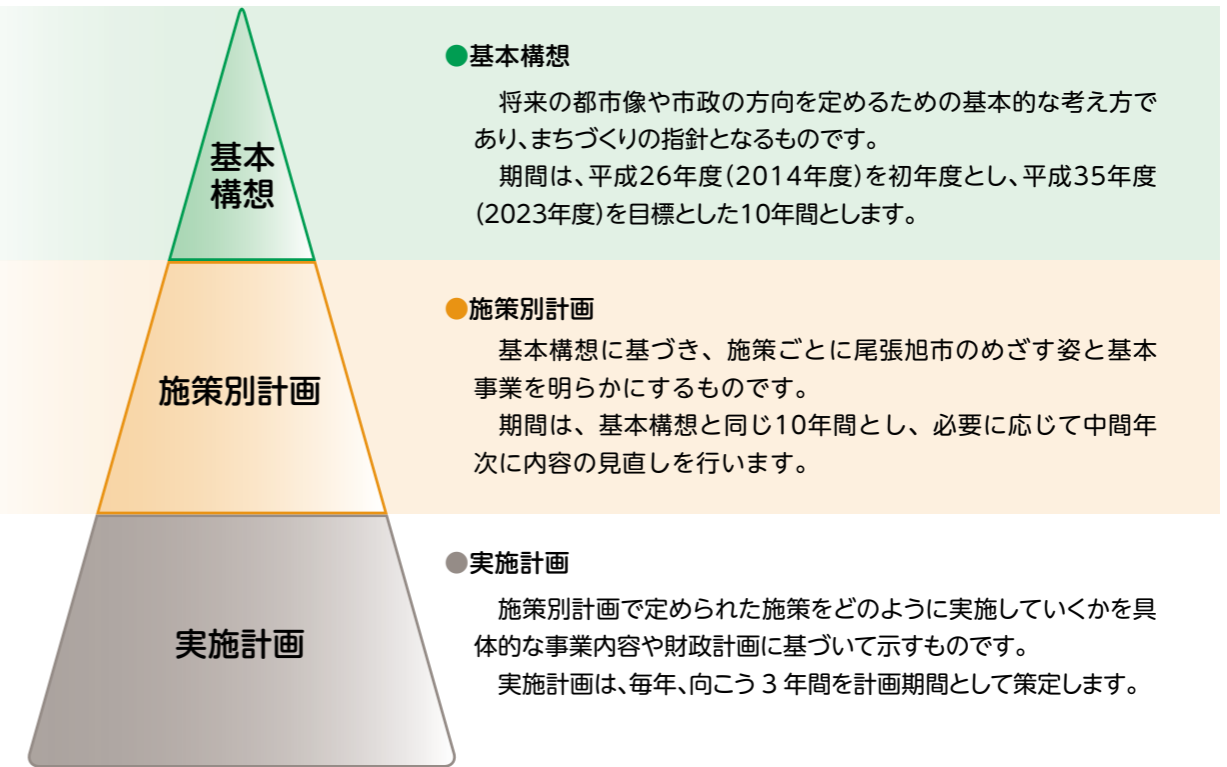 基本
構想
●基本構想
将来の都市像や市政の方向を定めるための基本的な考え方で
あり、まちづくりの指針となるものです。
期間は、平成26年度(2014年度)を初年度とし、平成35年度
(2023年度)を目標とした10年間とします。
施策別計画
●施策別計画
基本構想に基づき、施策ごとに尾張旭市のめざす姿と基本
事業を明らかにするものです。
期間は、基本構想と同じ10年間とし、必要に応じて中間年
次に内容の見直しを行います。
実施計画
●実施計画
施策別計画で定められた施策をどのように実施していくかを具
体的な事業内容や財政計画に基づいて示すものです。
実施計画は、毎年、向こう3年間を計画期間として策定します。